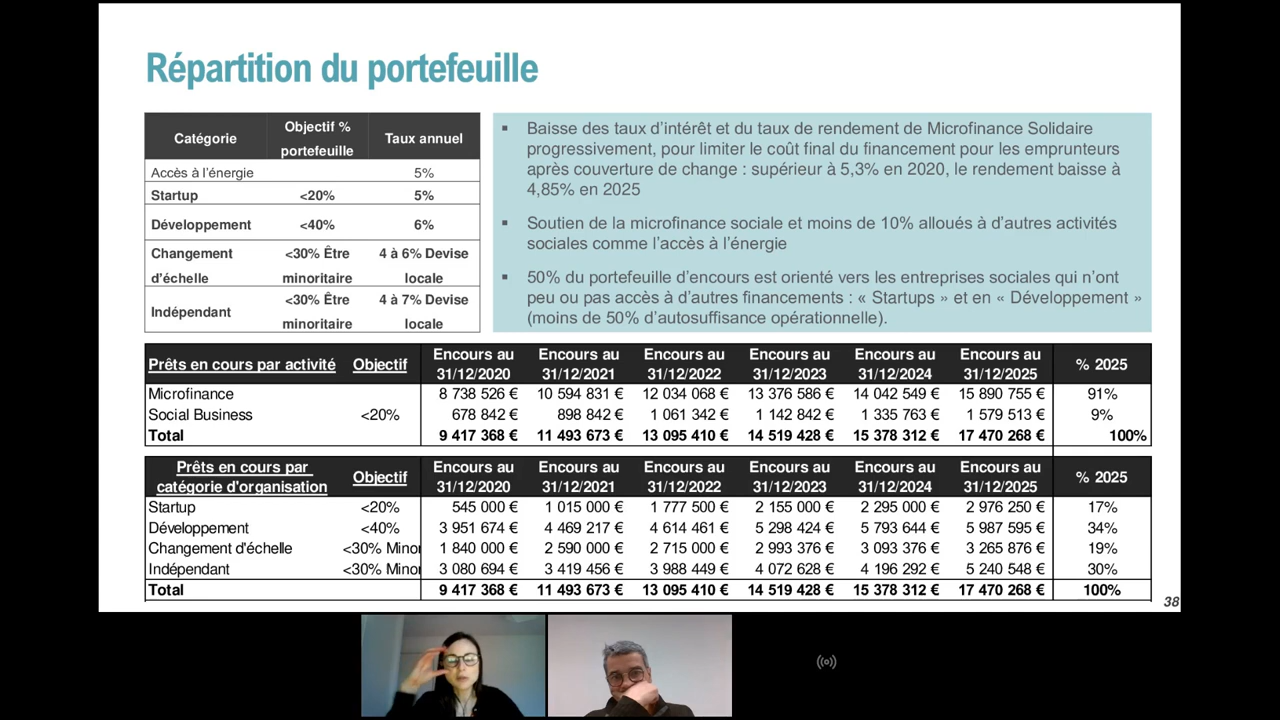 Répartition du portefeuille
Catégorie Objectif % portefeuille Taux annuel
Accès à l'énergie 5%
Startup <20% 5%
Développement <40% 6%
Changement d'échelle <30% Être minoritaire 4 à 6% Devise locale
Indépendant <30% Être minoritaire 4 à 7% Devise locale
▪ Baisse des taux d'intérêt et du taux de rendement de Microfinance Solidaire
progressivement, pour limiter le coût final du financement pour les emprunteurs
après couverture de change : supérieur à 5,3% en 2020, le rendement baisse à
4,85% en 2025
▪ Soutien de la microfinance sociale et moins de 10% alloués à d'autres activités
sociales comme l'accès à l'énergie
▪ 50% du portefeuille d'encours est orienté vers les entreprises sociales qui n'ont
peu ou pas accès à d'autres financements : « Startups » et en « Développement »
(moins de 50% d'autosuffisance opérationnelle).
Prêts en cours par activité Objectif Encours au 31/12/2020 Encours au 31/12/2021 Encours au 31/12/2022 Encours au 31/12/2023 Encours au 31/12/2024 Encours au 31/12/2025 % 2025
Microfinance 8 738 526 € 10 594 831 € 12 034 068 € 13 376 586 € 14 042 549 € 15 890 755 € 91%
Social Business <20% 678 842 € 898 842 € 1 061 342 € 1 142 842 € 1 335 763 € 1 579 513 € 9%
Total 9 417 368 € 11 493 673 € 13 095 410 € 14 519 428 € 15 378 312 € 17 470 268 € 100%
Prêts en cours par catégorie d'organisation Objectif Encours au 31/12/2020 Encours au 31/12/2021 Encours au 31/12/2022 Encours au 31/12/2023 Encours au 31/12/2024 Encours au 31/12/2025 % 2025
Startup <20% 545 000 € 1 015 000 € 1 777 500 € 2 155 000 € 2 295 000 € 2 976 250 € 17%
Développement <40% 3 951 674 € 4 469 217 € 4 614 461 € 5 298 424 € 5 793 644 € 5 987 595 € 34%
Changement d'échelle <30% Minor 1 840 000 € 2 590 000 € 2 715 000 € 2 993 376 € 3 093 376 € 3 265 876 € 19%
Indépendant <30% Minor 3 080 694 € 3 419 456 € 3 988 449 € 4 072 628 € 4 196 292 € 5 240 548 € 30%
Total 9 417 368 € 11 493 673 € 13 095 410 € 14 519 428 € 15 378 312 € 17 470 268 € 100%
38